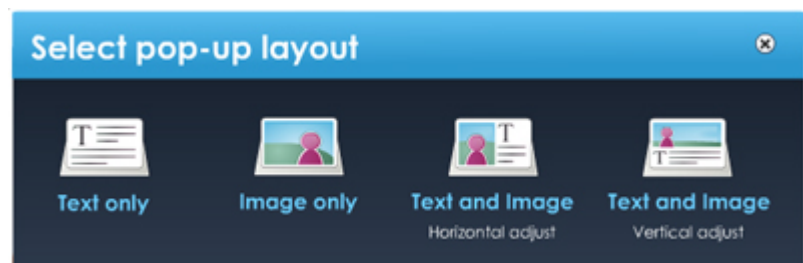 Select pop-up layout
T
Text only
Image only
T
Text and Image
Horizontal adjust
T
Text and Image
Vertical adjust